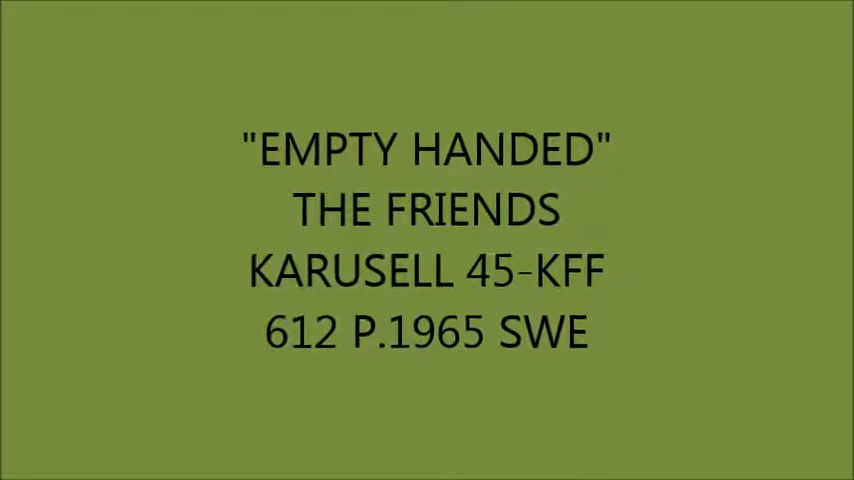 "EMPTY HANDED"
THE FRIENDS
KARUSELL 45-KFF
612 P.1965 SWE